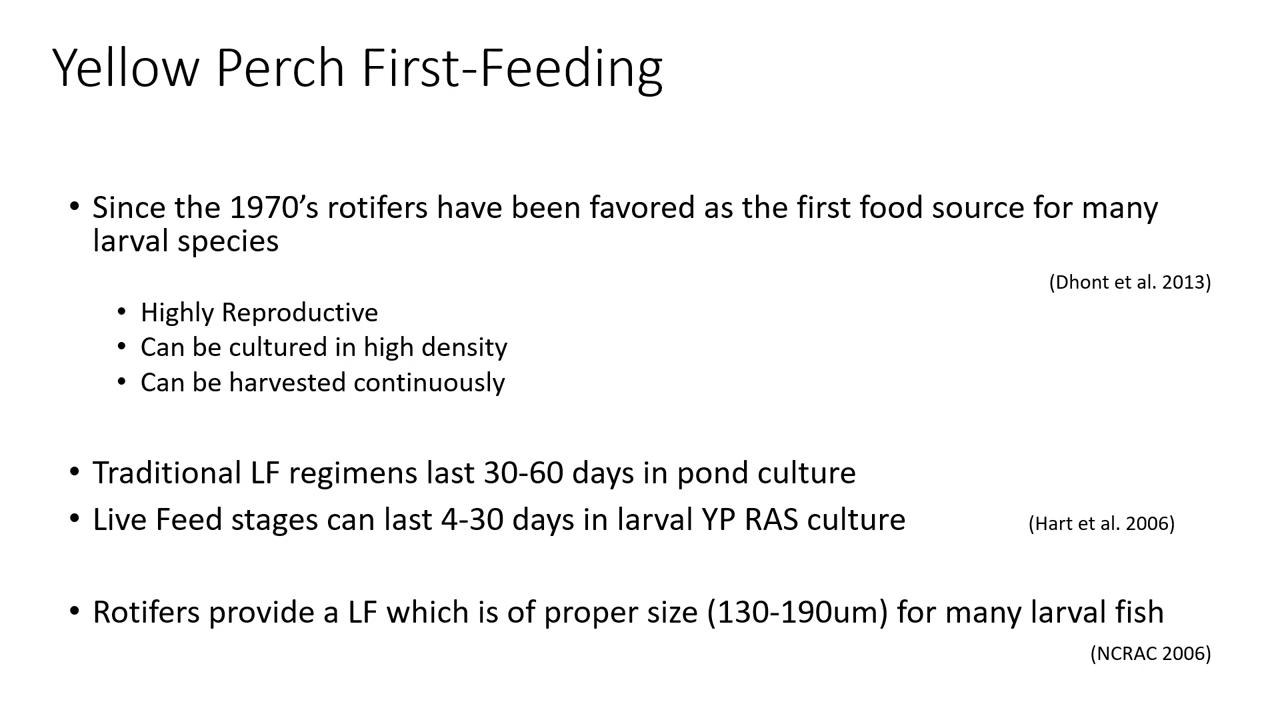 Yellow Perch First-Feeding
• Since the 1970’s rotifers have been favored as the first food source for many
larval species
(Dhont et al. 2013)
• Highly Reproductive
• Can be cultured in high density
• Can be harvested continuously
• Traditional LF regimens last 30-60 days in pond culture
• Live Feed stages can last 4-30 days in larval YP RAS culture (Hart et al. 2006)
• Rotifers provide a LF which is of proper size (130-190um) for many larval fish
(NCRAC 2006)